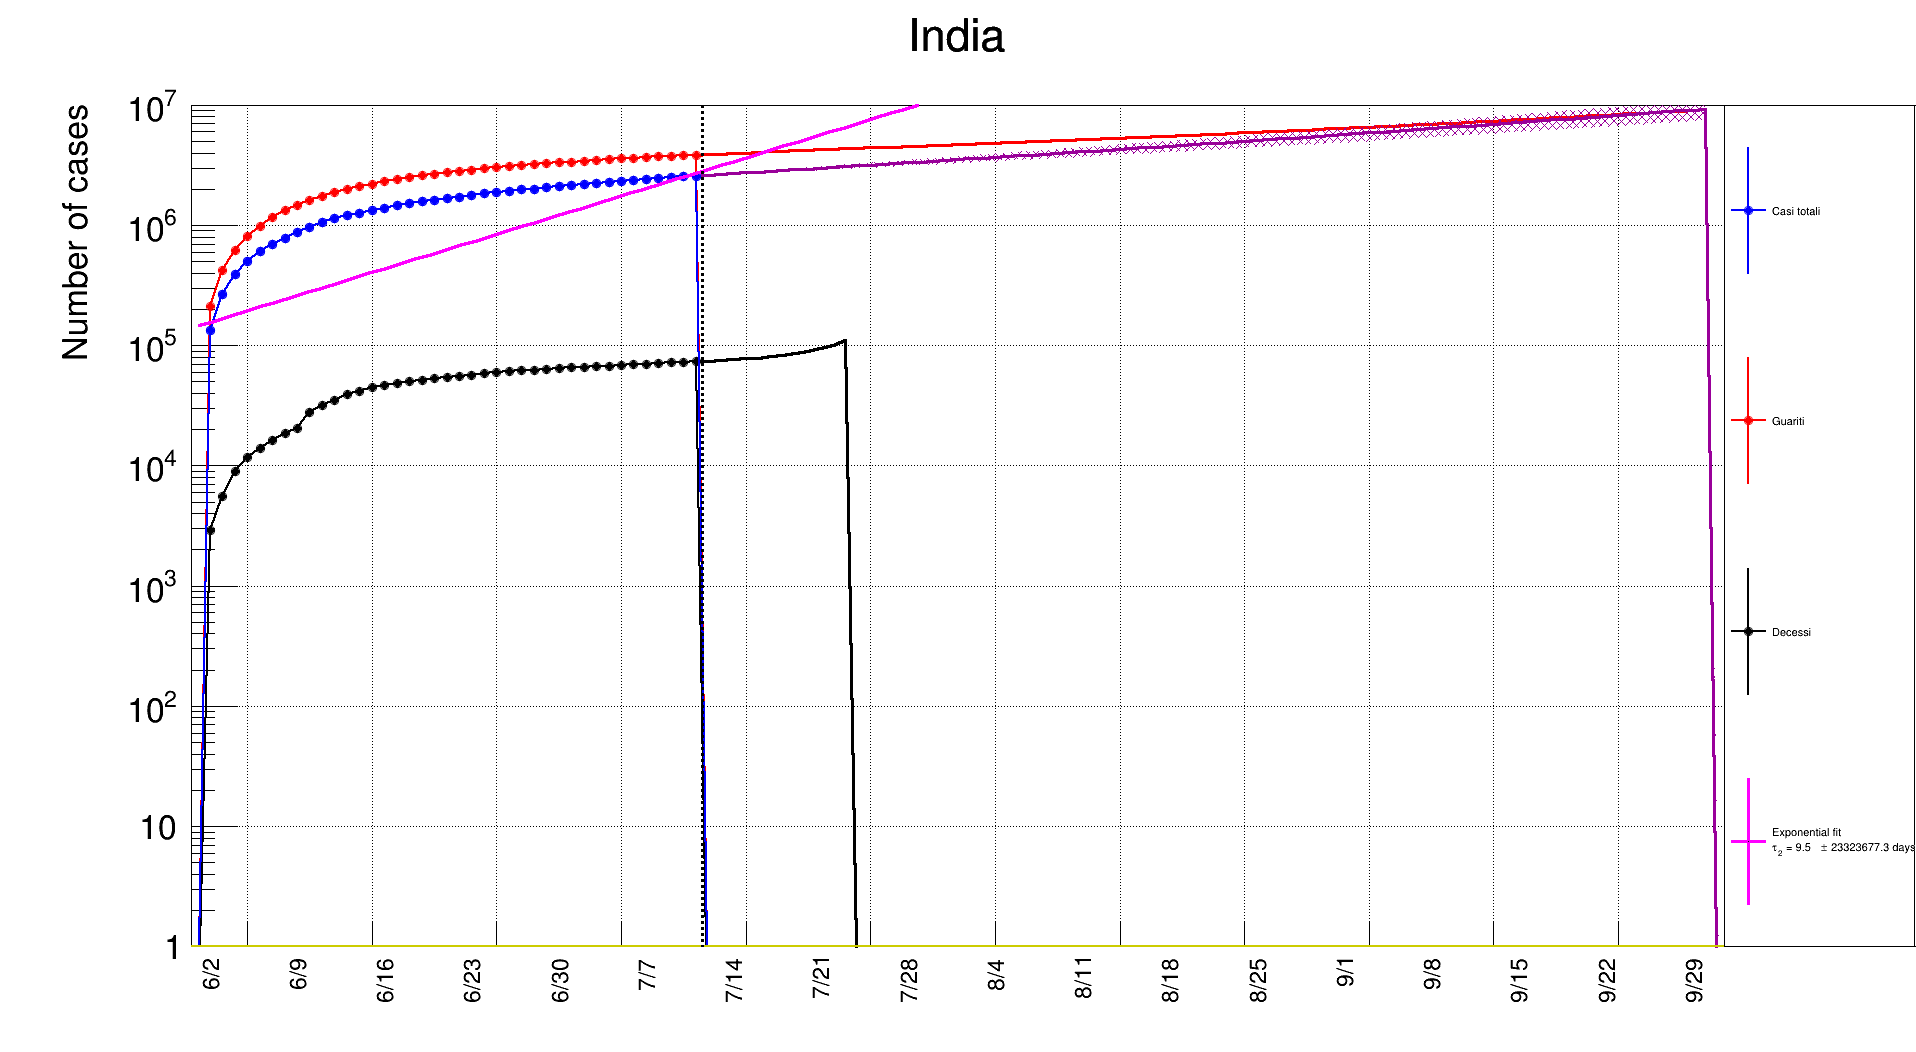 India
Number of cases
10^7
10^6
10^5
10^4
10^3
10^2
10
1
6/2 6/9 6/16 6/23 6/30 7/7 7/14 7/21 7/28 8/4 8/11 8/18 8/25 9/1 9/8 9/15 9/22 9/29
Casi totali
Guariti
Decessi
Exponential fit
τ2 = 9.5 ± 23323677.3 days